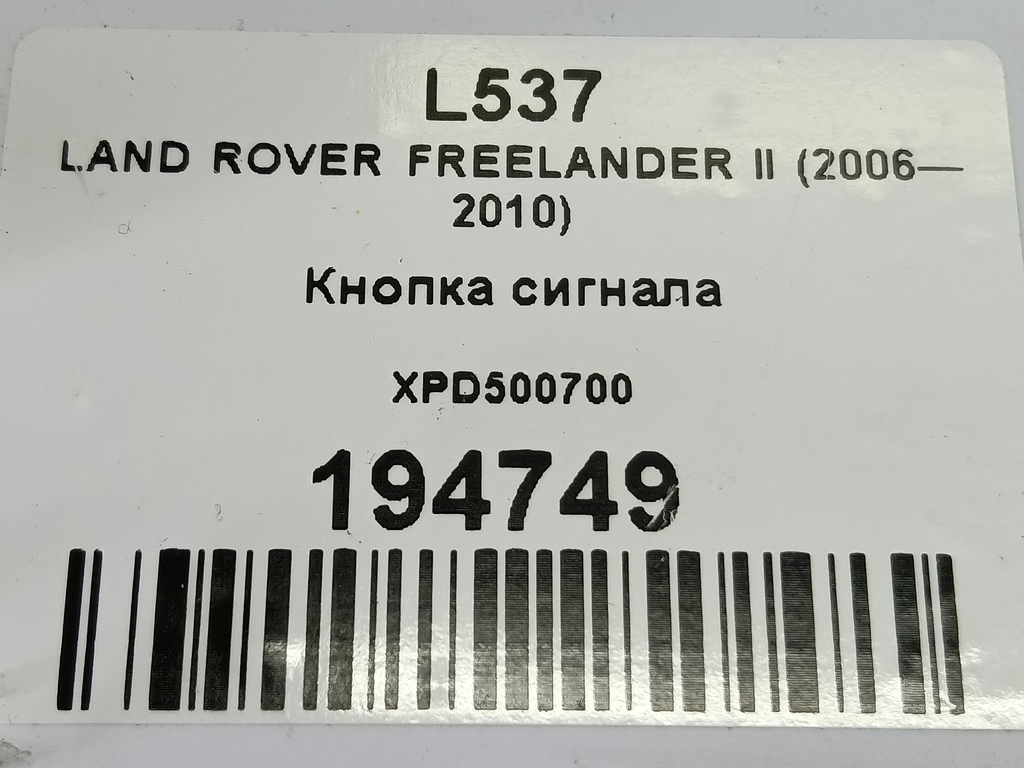 L537
LAND ROVER FREELANDER II (2006—
2010)
Кнопка сигнала
XPD500700
194749